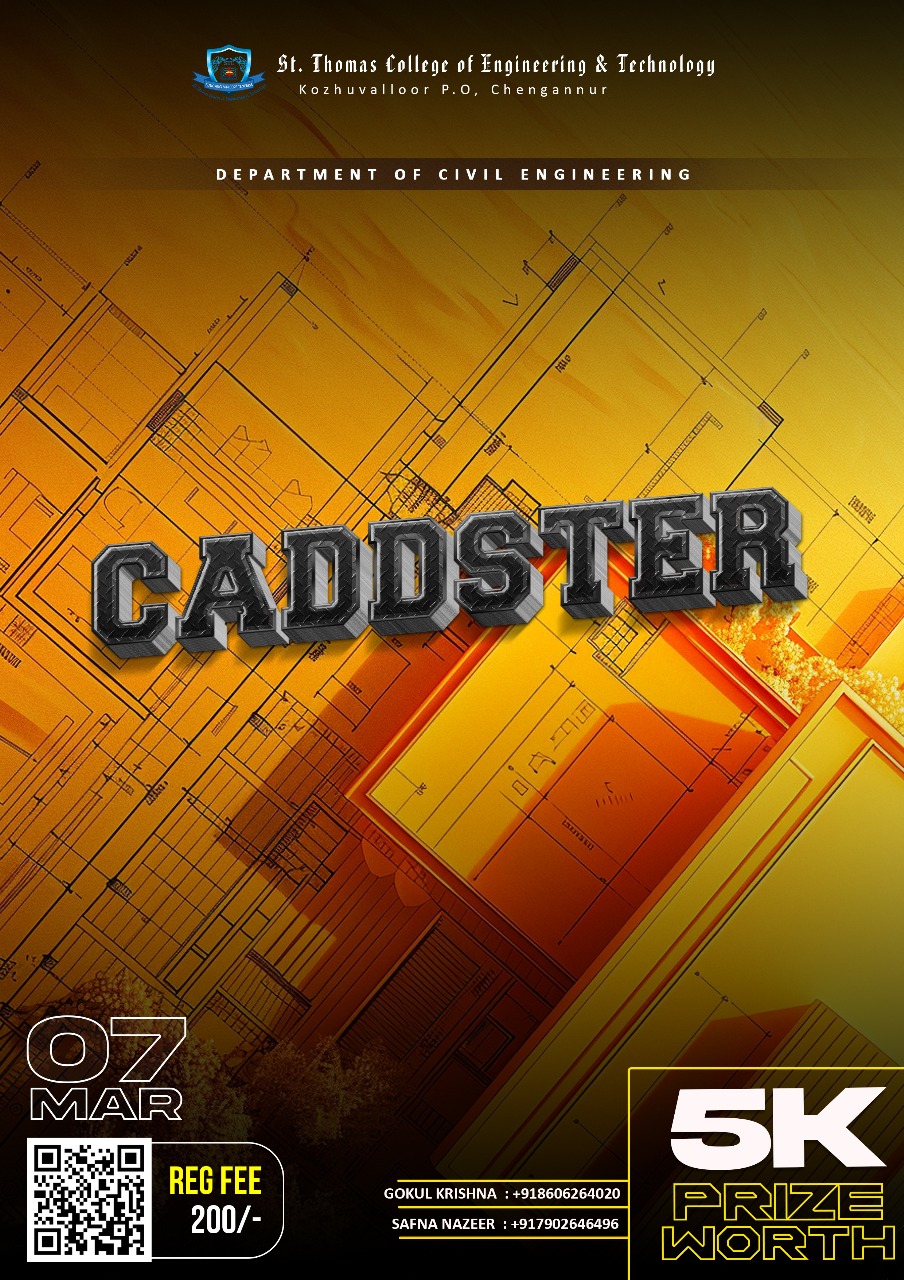 St. Thomas College of Engineering & Technology
Kozhuvalloor P.O, Chengannur
DEPARTMENT OF CIVIL ENGINEERING
CADDSTER
07
MAR
REG FEE
200/-
GOKUL KRISHNA : +918606264020
SAFNA NAZEER : +917902646496
5K
PRIZE
WORTH